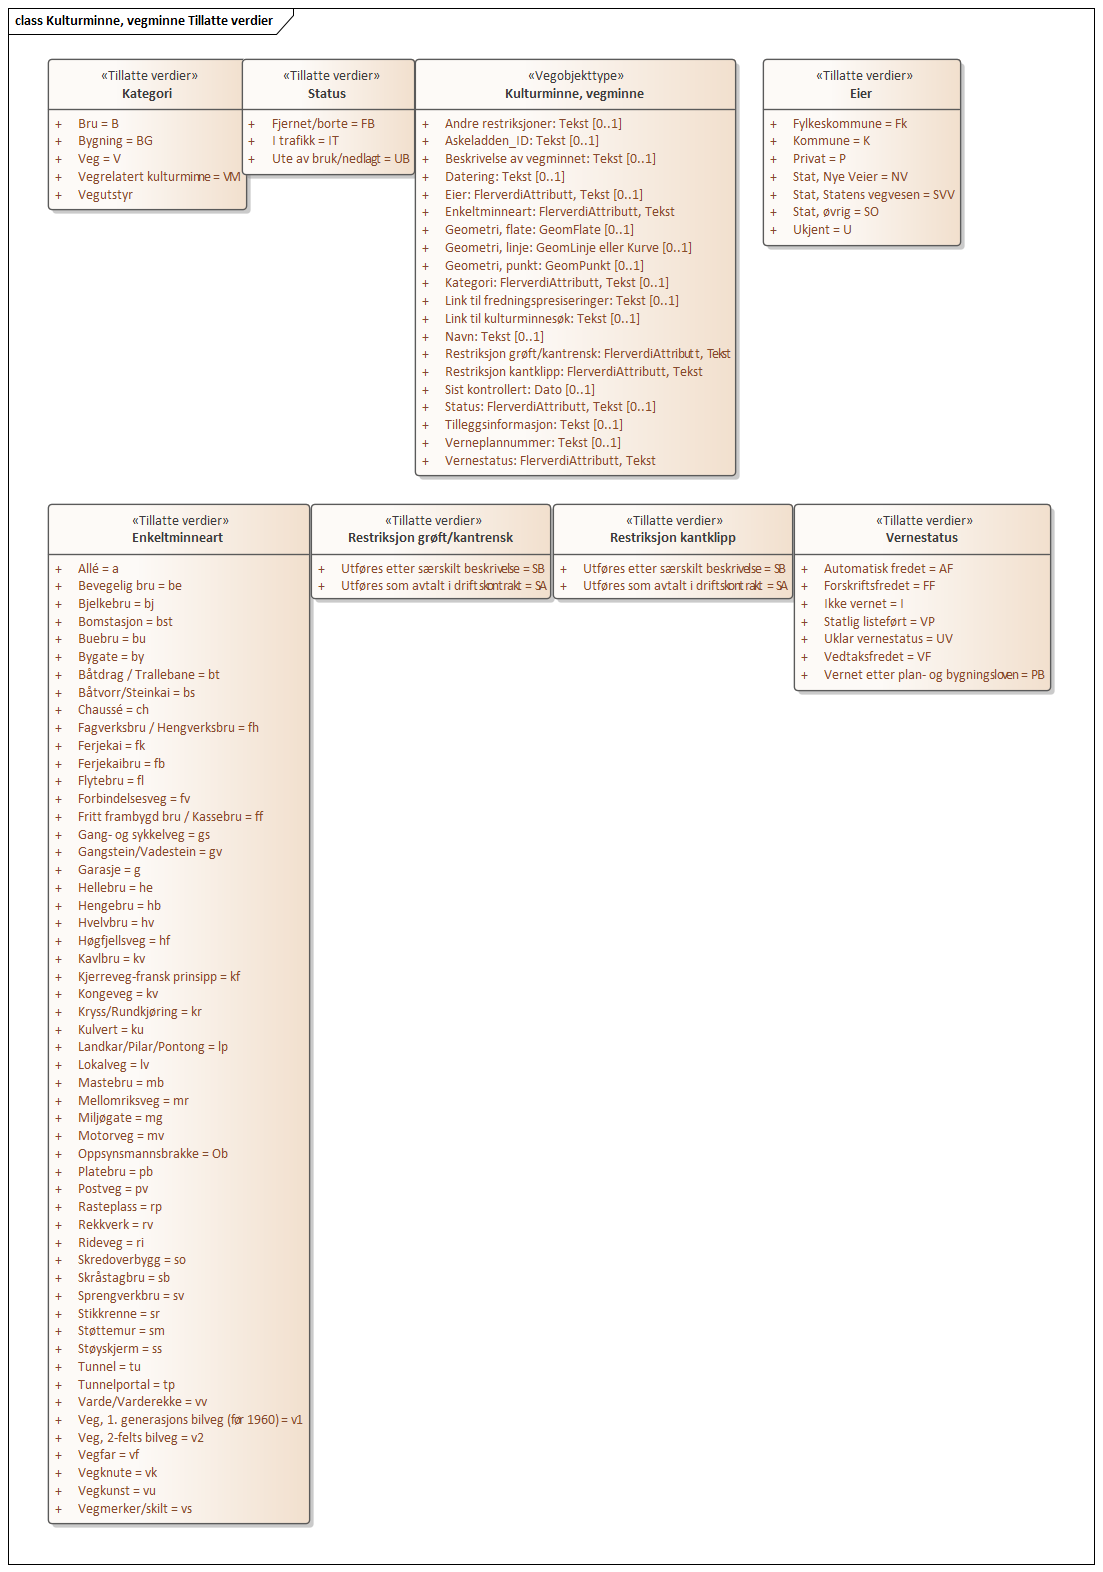 class Kulturminne, vegminne Tillatte verdier
«Tillatte verdier»
Kategori
+ Bru = B
+ Bygning = BG
+ Veg = V
+ Vegrelatert kulturminne = VM
+ Vegutstyr
«Tillatte verdier»
Status
+ Fjernet/borte = FB
+ I trafikk = IT
+ Ute av bruk/nedlagt = UB
«Vegobjekttype»
Kulturminne, vegminne
+ Andre restriksjoner: Tekst [0..1]
+ Askeladden_ID: Tekst [0..1]
+ Beskrivelse av vegminnet: Tekst [0..1]
+ Datering: Tekst [0..1]
+ Eier: FlerverdiAttributt, Tekst [0..1]
+ Enkeltminneart: FlerverdiAttributt, Tekst
+ Geometri, flate: GeomFlate [0..1]
+ Geometri, linje: GeomLinje eller Kurve [0..1]
+ Geometri, punkt: GeomPunkt [0..1]
+ Kategori: FlerverdiAttributt, Tekst [0..1]
+ Link til fredningspresiseringer: Tekst [0..1]
+ Link til kulturminnesøk: Tekst [0..1]
+ Navn: Tekst [0..1]
+ Restriksjon grøft/kantrensk: FlerverdiAttributt, Tekst
+ Restriksjon kantklipp: FlerverdiAttributt, Tekst
+ Sist kontrollert: Dato [0..1]
+ Status: FlerverdiAttributt, Tekst [0..1]
+ Tilleggsinformasjon: Tekst [0..1]
+ Verneplannummer: Tekst [0..1]
+ Vernestatus: FlerverdiAttributt, Tekst
«Tillatte verdier»
Eier
+ Fylkeskommune = Fk
+ Kommune = K
+ Privat = P
+ Stat, Nye Veier = NV
+ Stat, Statens vegvesen = SVV
+ Stat, øvrig = SO
+ Ukjent = U
«Tillatte verdier»
Enkeltminneart
+ Allé = a
+ Bevegelig bru = be
+ Bjelkebru = bj
+ Bomstasjon = bst
+ Buebru = bu
+ Bygate = by
+ Båtdrag / Trallebane = bt
+ Båtvorr/Steinkai = bs
+ Chaussé = ch
+ Fagverksbru / Hengverksbru = fh
+ Ferjekai = fk
+ Ferjekaibru = fb
+ Flytebru = fl
+ Forbindelsesveg = fv
+ Fritt frambygd bru / Kassebru = ff
+ Gang- og sykkelveg = gs
+ Gangstein/Vadestein = gv
+ Garasje = g
+ Hellebru = he
+ Hengebru = hb
+ Hvelvbru = hv
+ Høgfjellsveg = hf
+ Kavlbru = kv
+ Kjerreveg-fransk prinsipp = kf
+ Kongeveg = kv
+ Kryss/Rundkjøring = kr
+ Kulvert = ku
+ Landkar/Pilar/Pontong = lp
+ Lokalveg = lv
+ Mastebru = mb
+ Mellomriksveg = mr
+ Miljøgate = mg
+ Motorveg = mv
+ Oppsynsmannsbrakke = Ob
+ Platebru = pb
+ Postveg = pv
+ Rasteplass = rp
+ Rekkverk = rv
+ Rideveg = ri
+ Skredoverbygg = so
+ Skråstagbru = sb
+ Sprengverkbru = sv
+ Stikkrenne = sr
+ Støttemur = sm
+ Støyskjerm = ss
+ Tunnel = tu
+ Tunnelportal = tp
+ Varde/Varderekke = vv
+ Veg, 1. generasjons bilveg (før 1960) = v1
+ Veg, 2-felts bilveg = v2
+ Vegfar = vf
+ Vegknute = vk
+ Vegkunst = vu
+ Vegmerker/skilt = vs
«Tillatte verdier»
Restriksjon grøft/kantrensk
+ Utføres etter særskilt beskrivelse = SB
+ Utføres som avtalt i driftskontrakt = SA
«Tillatte verdier»
Restriksjon kantklipp
+ Utføres etter særskilt beskrivelse = SB
+ Utføres som avtalt i driftskontrakt = SA
«Tillatte verdier»
Vernestatus
+ Automatisk fredet = AF
+ Forskriftsfredet = FF
+ Ikke vernet = I
+ Statlig listeført = VP
+ Uklar vernestatus = UV
+ Vedtaksfredet = VF
+ Vernet etter plan- og bygningsloven = PB